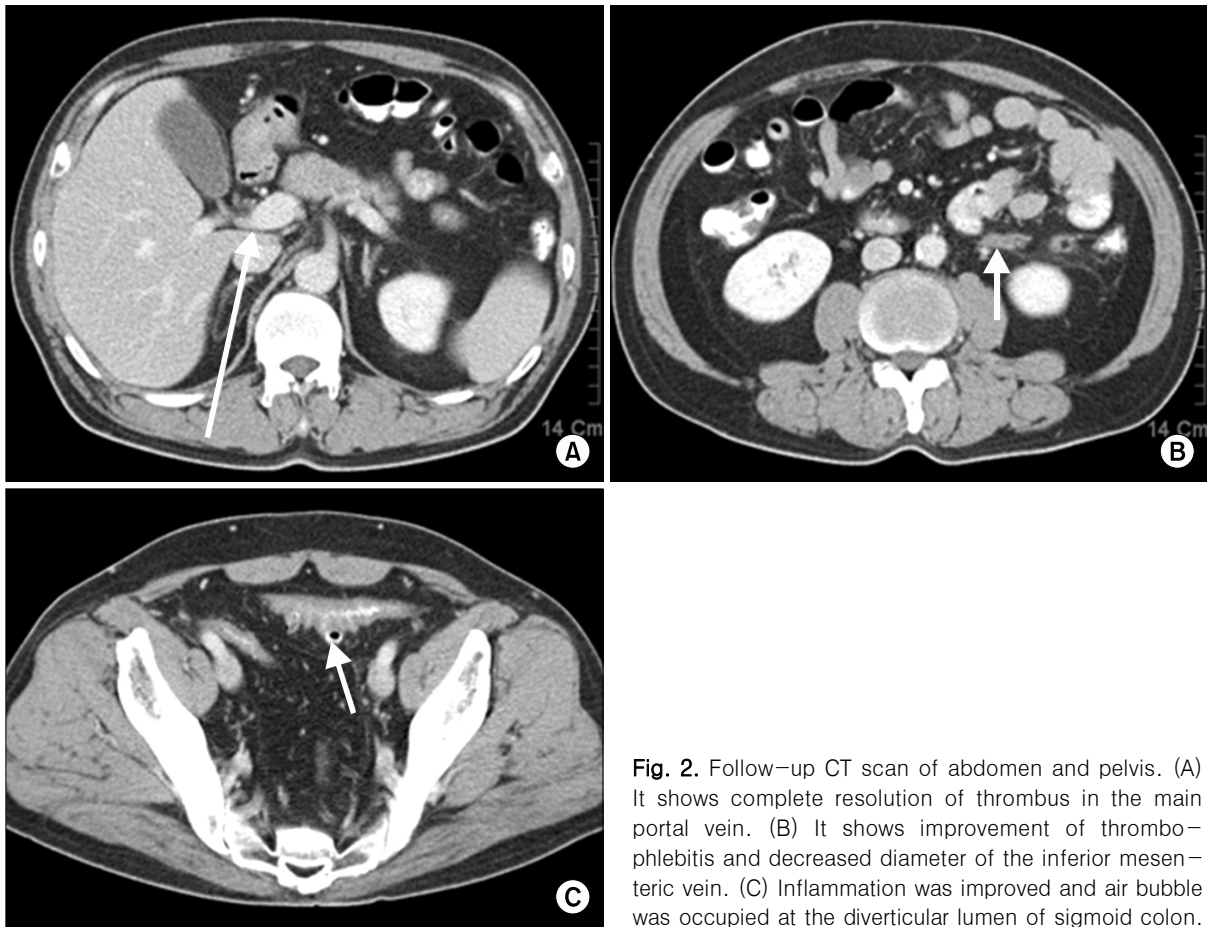 14 Cm
A
14 Cm
B
C
Fig. 2. Follow-up CT scan of abdomen and pelvis. (A)
It shows complete resolution of thrombus in the main
portal vein. (B) It shows improvement of thrombo-
phlebitis and decreased diameter of the inferior mesen-
teric vein. (C) Inflammation was improved and air bubble
was occupied at the diverticular lumen of sigmoid colon.